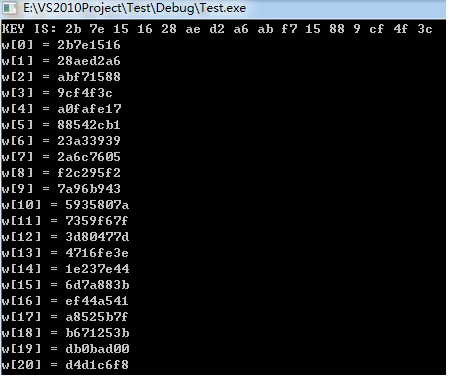 E:\VS2010Project\Test\Debug\Test.exe
KEY IS: 2b 7e 15 16 28 ae d2 a6 ab f7 15 88 9 cf 4f 3c
w[0] = 2b7e1516
w[1] = 28aed2a6
w[2] = abf71588
w[3] = 9cf4f3c
w[4] = a0fafe17
w[5] = 88542cb1
w[6] = 23a33939
w[7] = 2a6c7605
w[8] = f2c295f2
w[9] = 7a96b943
w[10] = 5935807a
w[11] = 7359f67f
w[12] = 3d80477d
w[13] = 4716fe3e
w[14] = 1e237e44
w[15] = 6d7a883b
w[16] = ef44a541
w[17] = a8525b7f
w[18] = b671253b
w[19] = db0bad00
w[20] = d4d1c6f8